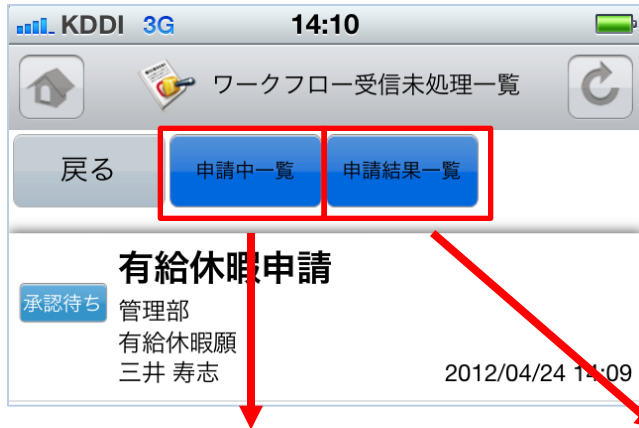 KDDI 3G 14:10
ワークフロー受信未処理一覧
戻る 申請中一覧 申請結果一覧
有給休暇申請
承認待ち 管理部
有給休暇願
三井 寿志 2012/04/24 14:09